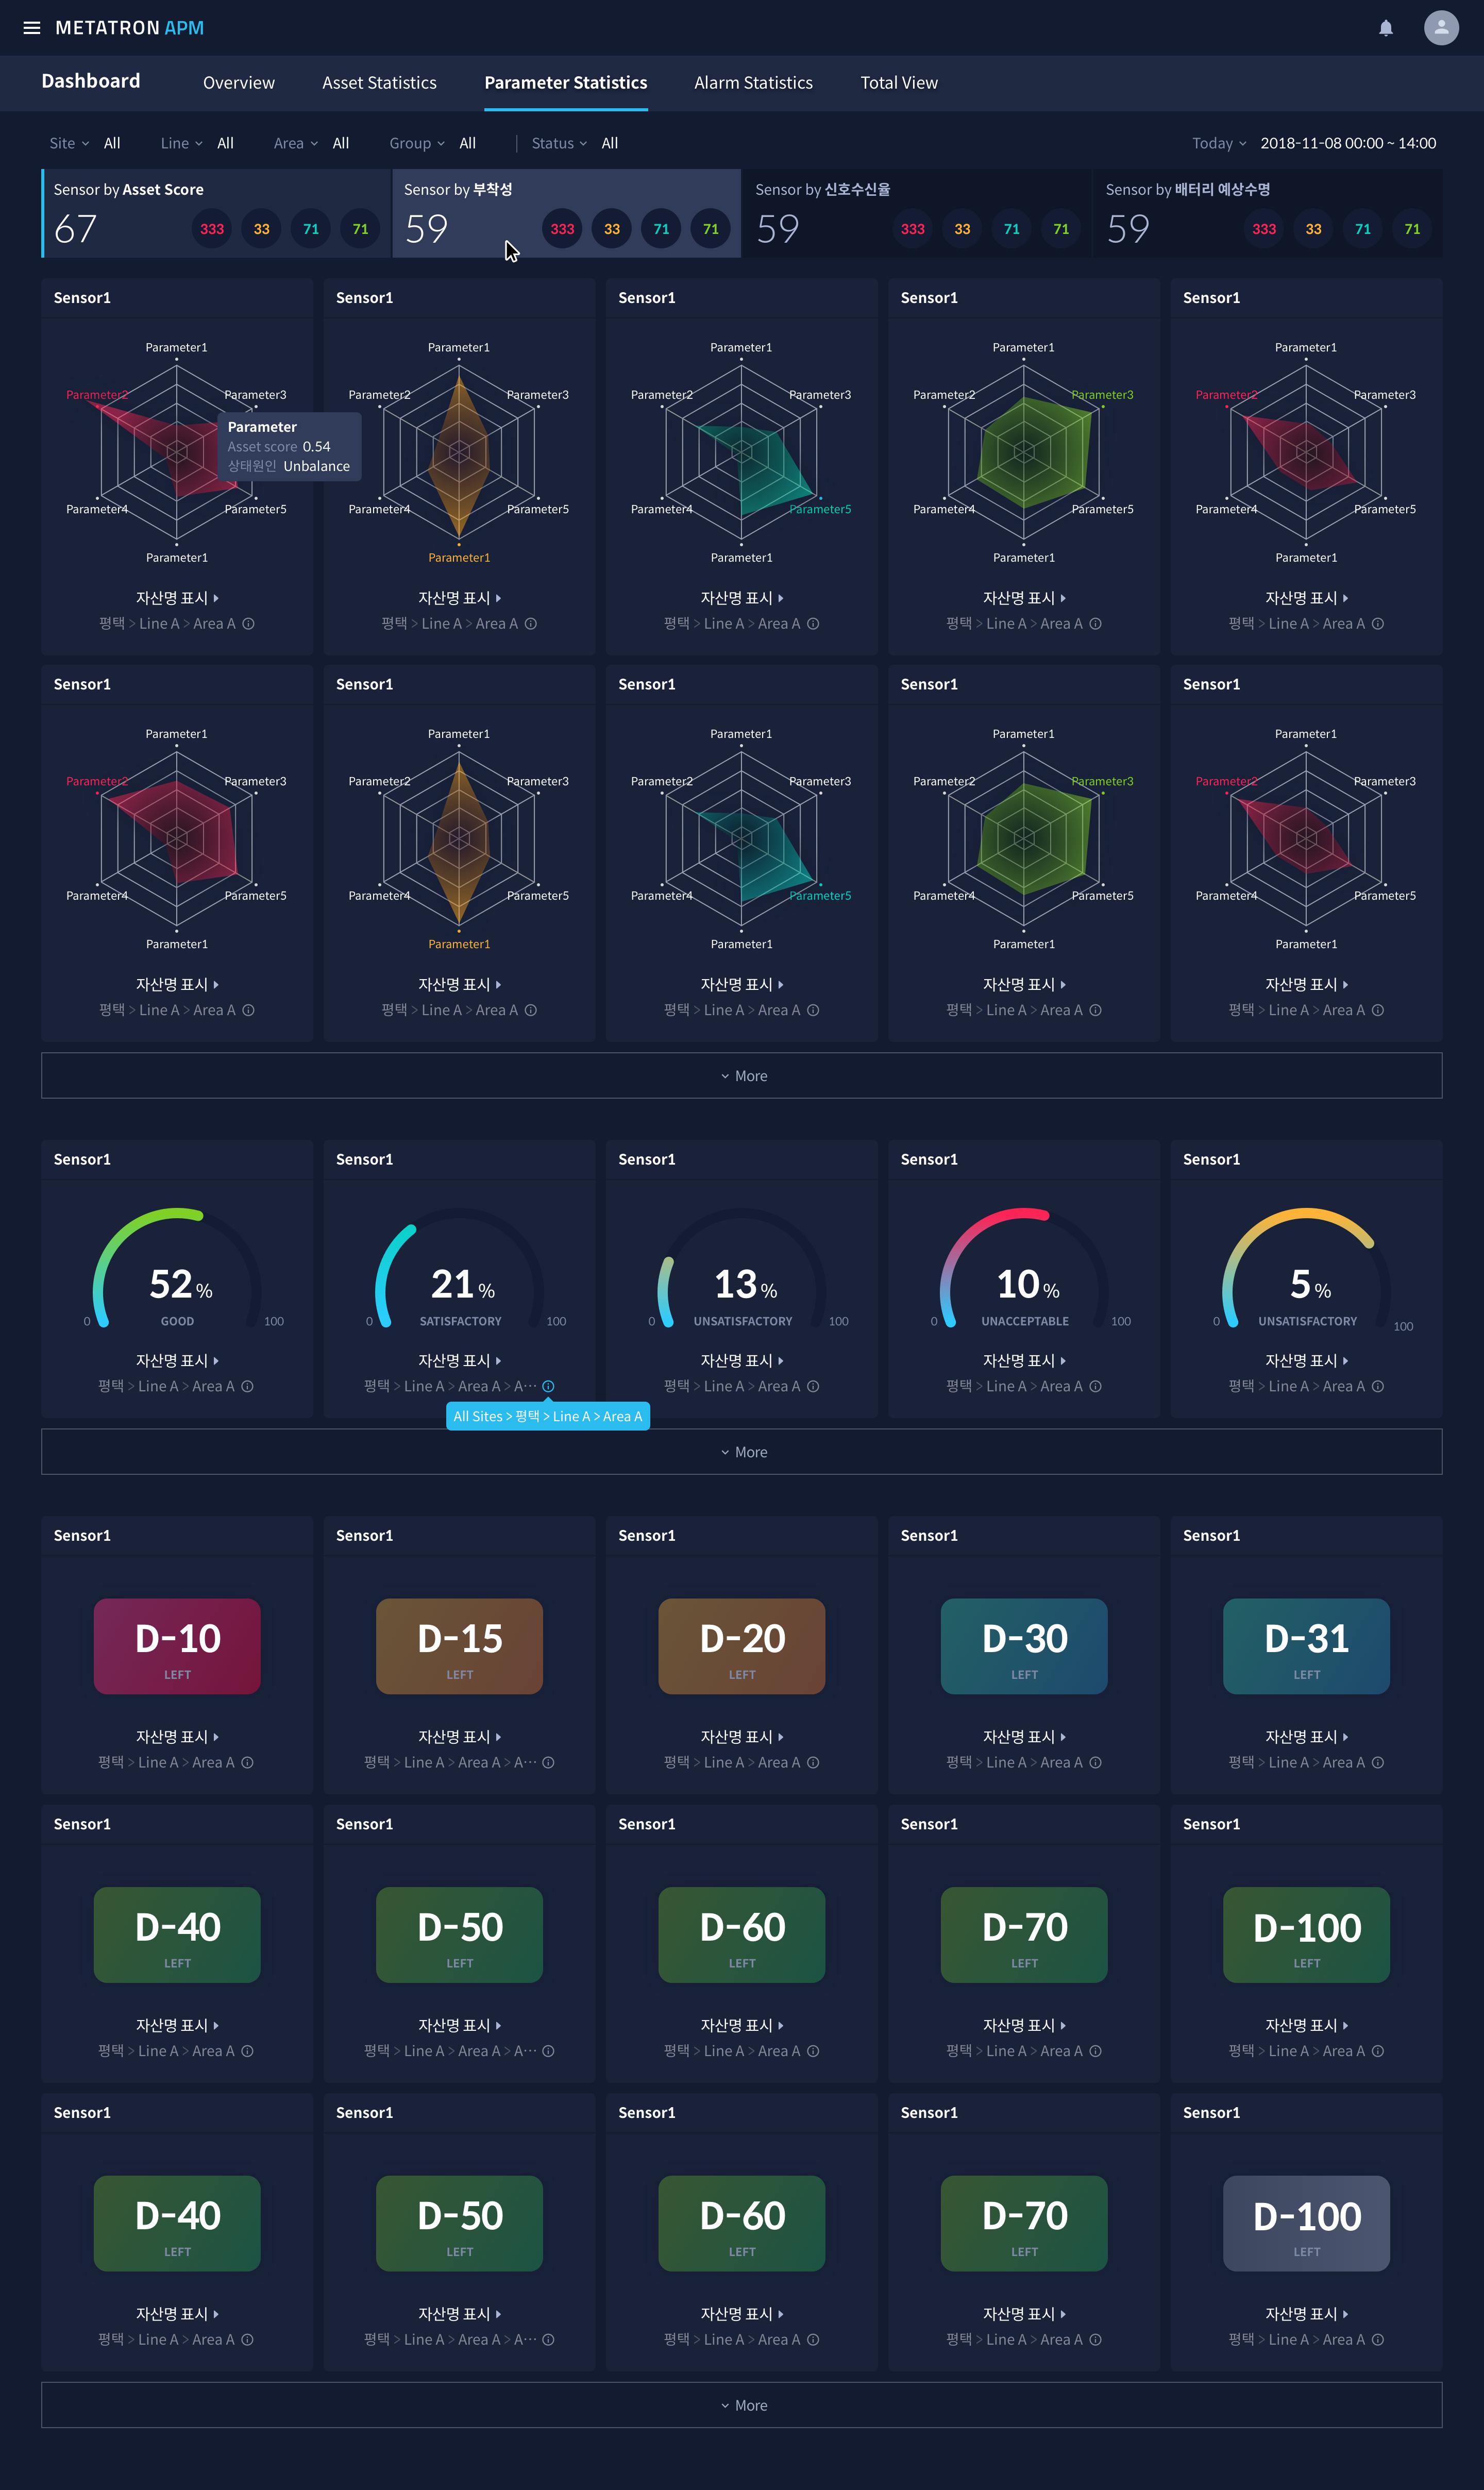 METATRON APM
Dashboard Overview Asset Statistics Parameter Statistics Alarm Statistics Total View
Site All Line All Area All Group All | Status All Today 2018-11-08 00:00 ~ 14:00
Sensor by Asset Score
67 333 33 71 71
Sensor by 부착성
59 333 33 71 71
Sensor by 신호수신율
59 333 33 71 71
Sensor by 배터리 예상수명
59 333 33 71 71
Sensor1 Sensor1 Sensor1 Sensor1 Sensor1
Parameter1 Parameter1 Parameter1 Parameter1 Parameter1
Parameter2 Parameter3 Parameter2 Parameter3 Parameter2 Parameter3 Parameter2 Parameter3 Parameter2 Parameter3
Parameter
Asset score 0.54
상태원인 Unbalance
Parameter4 Parameter5 Parameter4 Parameter5 Parameter4 Parameter5 Parameter4 Parameter5 Parameter4 Parameter5
Parameter1 Parameter1 Parameter1 Parameter1 Parameter1
자산명 표시 자산명 표시 자산명 표시 자산명 표시 자산명 표시
평택 > Line A > Area A 평택 > Line A > Area A 평택 > Line A > Area A 평택 > Line A > Area A 평택 > Line A > Area A
Sensor1 Sensor1 Sensor1 Sensor1 Sensor1
Parameter1 Parameter1 Parameter1 Parameter1 Parameter1
Parameter2 Parameter3 Parameter2 Parameter3 Parameter2 Parameter3 Parameter2 Parameter3 Parameter2 Parameter3
Parameter4 Parameter5 Parameter4 Parameter5 Parameter4 Parameter5 Parameter4 Parameter5 Parameter4 Parameter5
Parameter1 Parameter1 Parameter1 Parameter1 Parameter1
자산명 표시 자산명 표시 자산명 표시 자산명 표시 자산명 표시
평택 > Line A > Area A 평택 > Line A > Area A 평택 > Line A > Area A 평택 > Line A > Area A 평택 > Line A > Area A
More
Sensor1 Sensor1 Sensor1 Sensor1 Sensor1
52 % 21 % 13 % 10 % 5 %
0 GOOD 100 0 SATISFACTORY 100 0 UNSATISFACTORY 100 0 UNACCEPTABLE 100 0 UNSATISFACTORY 100
자산명 표시 자산명 표시 자산명 표시 자산명 표시 자산명 표시
평택 > Line A > Area A 평택 > Line A > Area A > A··· 평택 > Line A > Area A 평택 > Line A > Area A 평택 > Line A > Area A
All Sites > 평택 > Line A > Area A
More
Sensor1 Sensor1 Sensor1 Sensor1 Sensor1
D-10 D-15 D-20 D-30 D-31
LEFT LEFT LEFT LEFT LEFT
자산명 표시 자산명 표시 자산명 표시 자산명 표시 자산명 표시
평택 > Line A > Area A 평택 > Line A > Area A > A··· 평택 > Line A > Area A 평택 > Line A > Area A 평택 > Line A > Area A
Sensor1 Sensor1 Sensor1 Sensor1 Sensor1
D-40 D-50 D-60 D-70 D-100
LEFT LEFT LEFT LEFT LEFT
자산명 표시 자산명 표시 자산명 표시 자산명 표시 자산명 표시
평택 > Line A > Area A 평택 > Line A > Area A > A··· 평택 > Line A > Area A 평택 > Line A > Area A 평택 > Line A > Area A
Sensor1 Sensor1 Sensor1 Sensor1 Sensor1
D-40 D-50 D-60 D-70 D-100
LEFT LEFT LEFT LEFT LEFT
자산명 표시 자산명 표시 자산명 표시 자산명 표시 자산명 표시
평택 > Line A > Area A 평택 > Line A > Area A > A··· 평택 > Line A > Area A 평택 > Line A > Area A 평택 > Line A > Area A
More